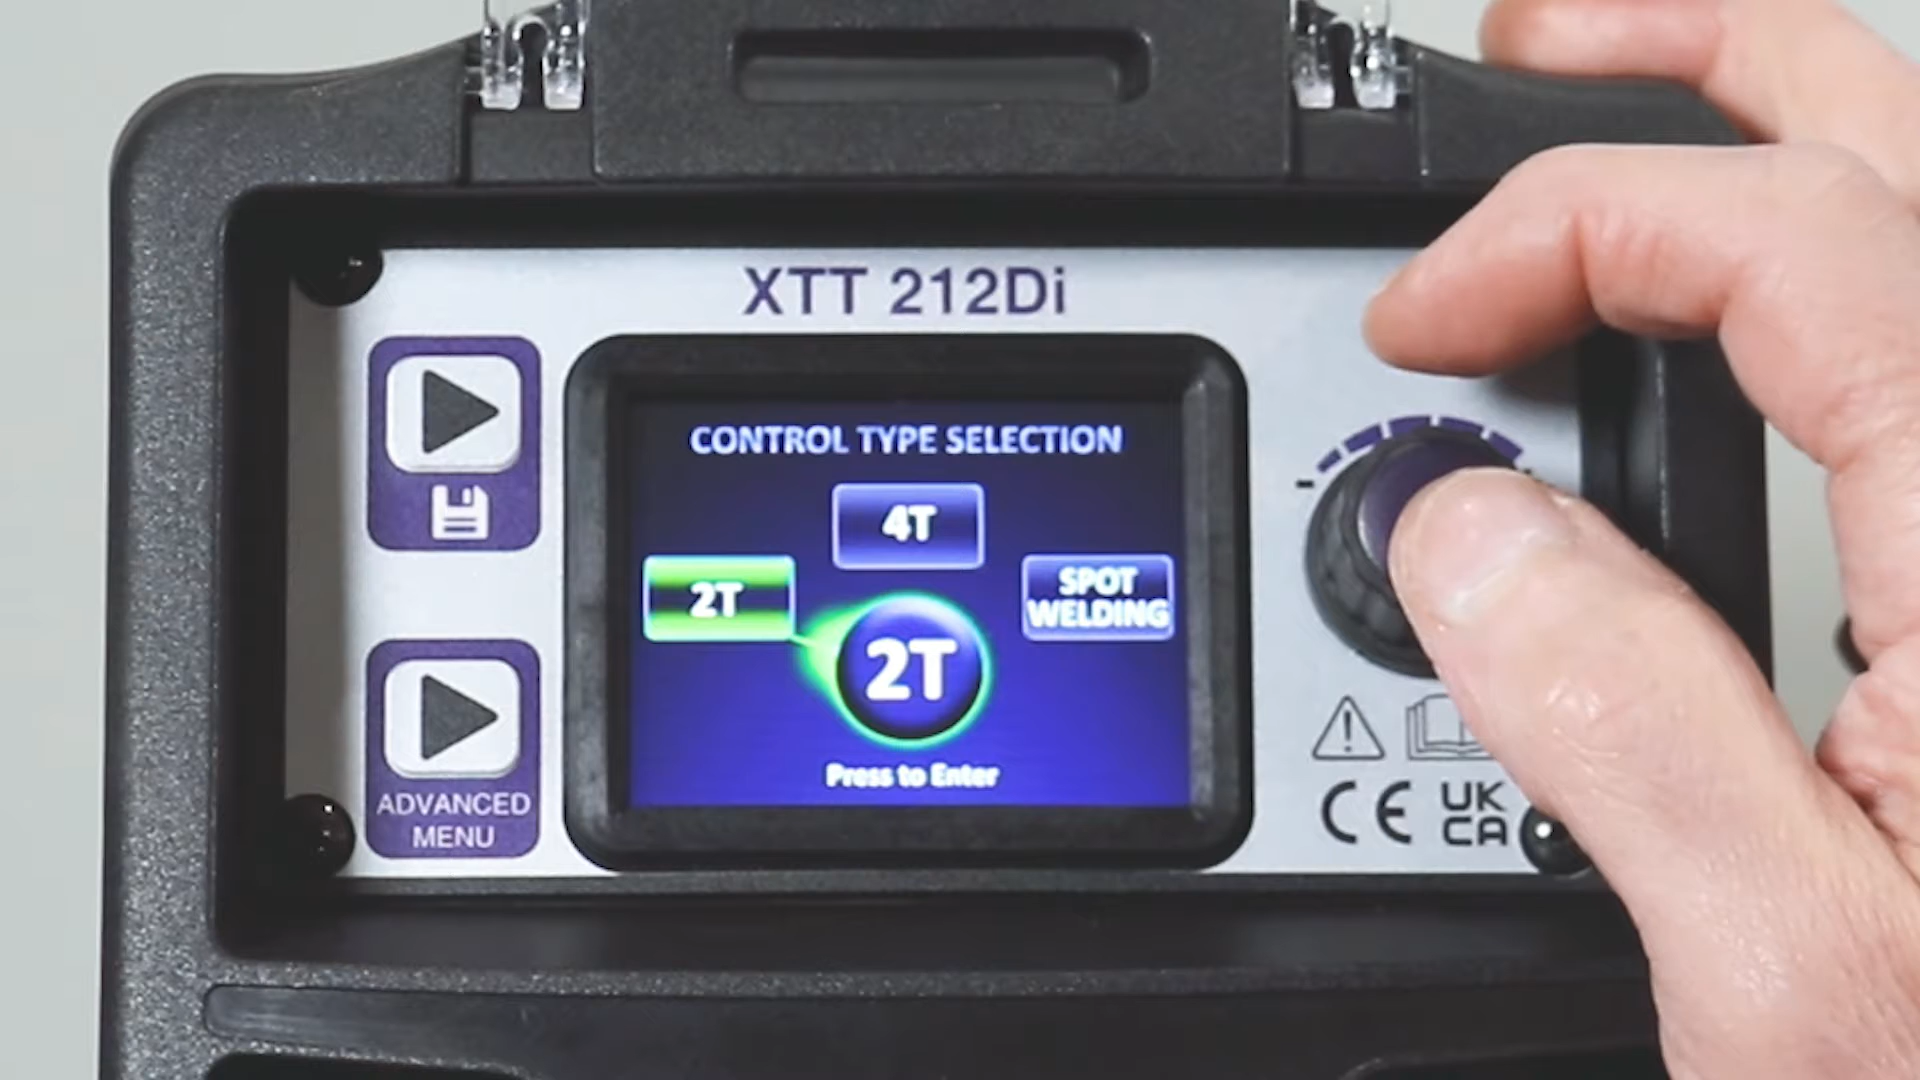 XTT 212Di
CONTROL TYPE SELECTION
4T
2T
SPOT
WELDING
2T
Press to Enter
ADVANCED
MENU
-
CE
UK
CA